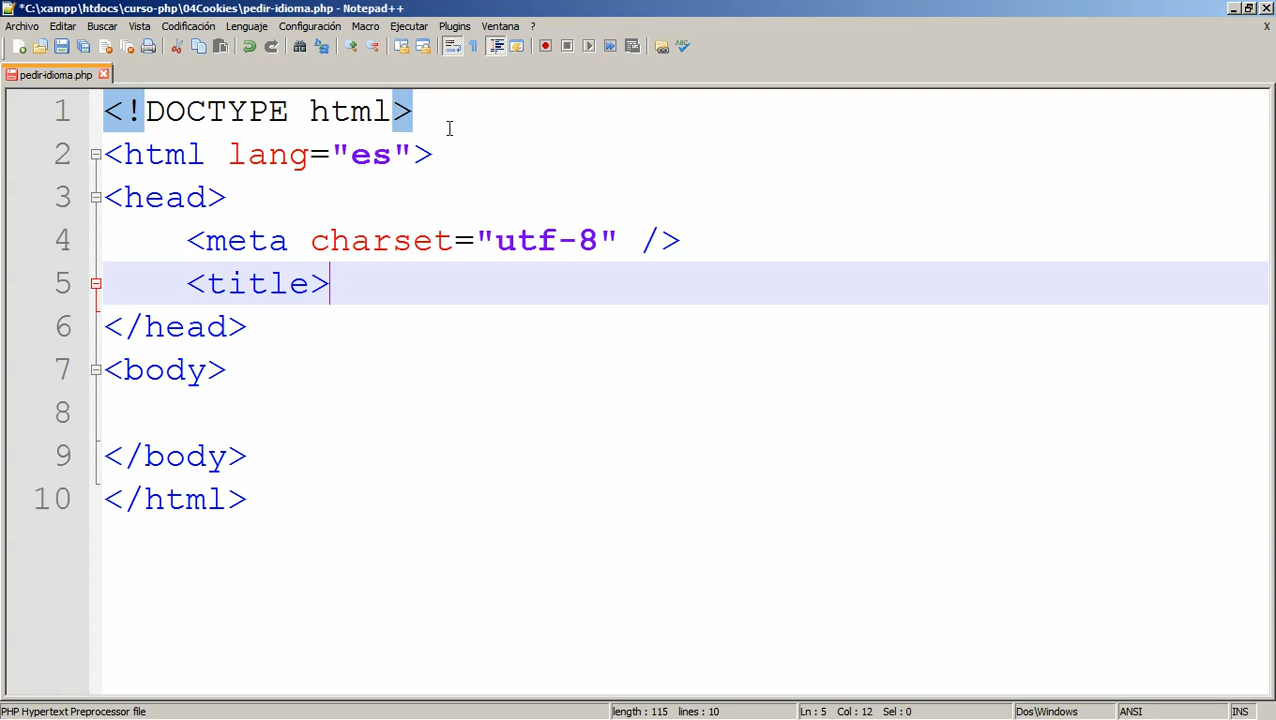 *C:\xampp\htdocs\curso-php\04Cookies\pedir-idioma.php - Notepad++
Archivo Editar Buscar Vista Codificación Lenguaje Configuración Macro Ejecutar Plugins Ventana ? X
pedir-idioma.php
1 <!DOCTYPE html>
2 <html lang="es">
3 <head>
4 <meta charset="utf-8" />
5 <title>
6 </head>
7 <body>
8
9 </body>
10 </html>
PHP Hypertext Preprocessor file length : 115 lines : 10 Ln : 5 Col : 12 Sel : 0 Dos\Windows ANSI INS